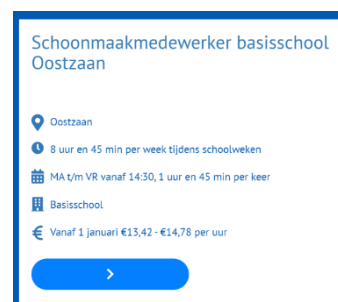 Schoonmaakmedewerker basisschool
Oostzaan
Oostzaan
8 uur en 45 min per week tijdens schoolweken
MA t/m VR vanaf 14:30, 1 uur en 45 min per keer
Basisschool
Vanaf 1 januari €13,42 - €14,78 per uur